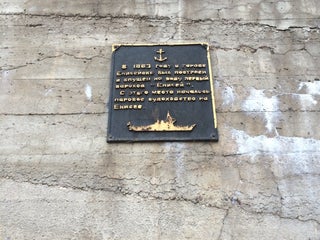 В 1863 году в городе
Енисейске был построен
и спущен на воду первый
пароход "Енисей".
С этого места началось
паровое судоходство на
Енисее.